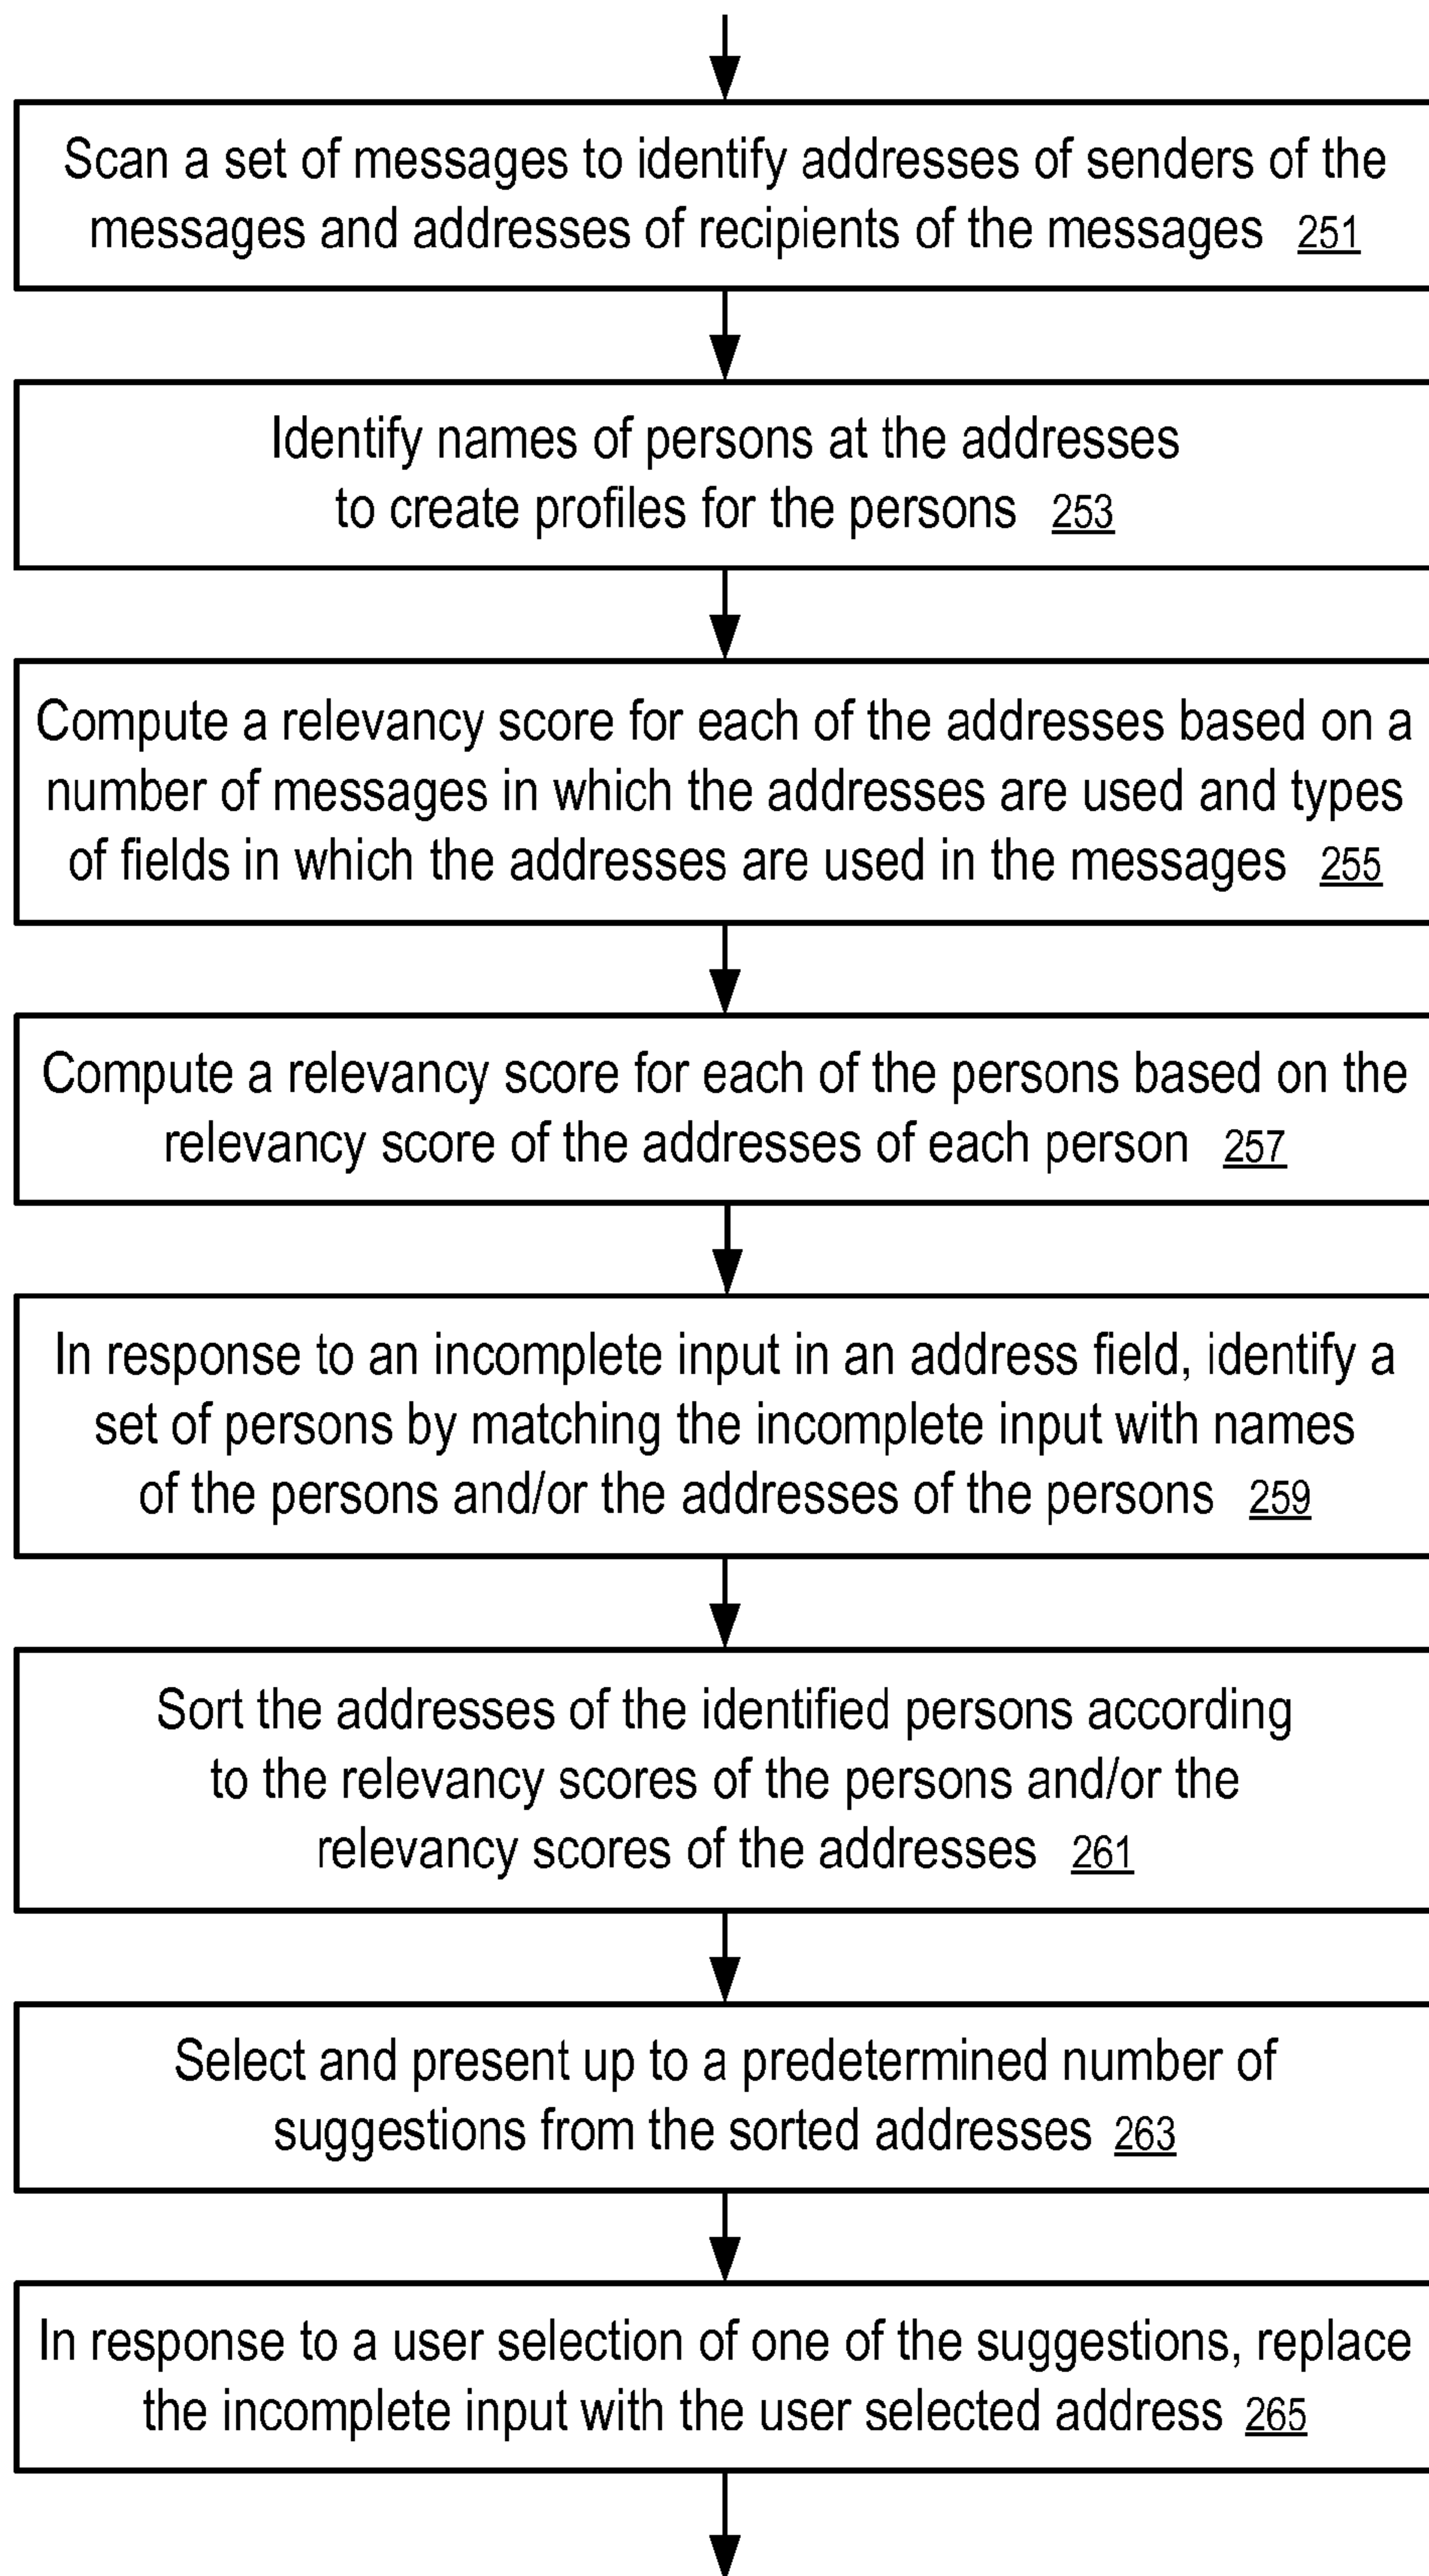 Scan a set of messages to identify addresses of senders of the
messages and addresses of recipients of the messages 251
Identify names of persons at the addresses
to create profiles for the persons 253
Compute a relevancy score for each of the addresses based on a
number of messages in which the addresses are used and types
of fields in which the addresses are used in the messages 255
Compute a relevancy score for each of the persons based on the
relevancy score of the addresses of each person 257
In response to an incomplete input in an address field, identify a
set of persons by matching the incomplete input with names
of the persons and/or the addresses of the persons 259
Sort the addresses of the identified persons according
to the relevancy scores of the persons and/or the
relevancy scores of the addresses 261
Select and present up to a predetermined number of
suggestions from the sorted addresses 263
In response to a user selection of one of the suggestions, replace
the incomplete input with the user selected address 265